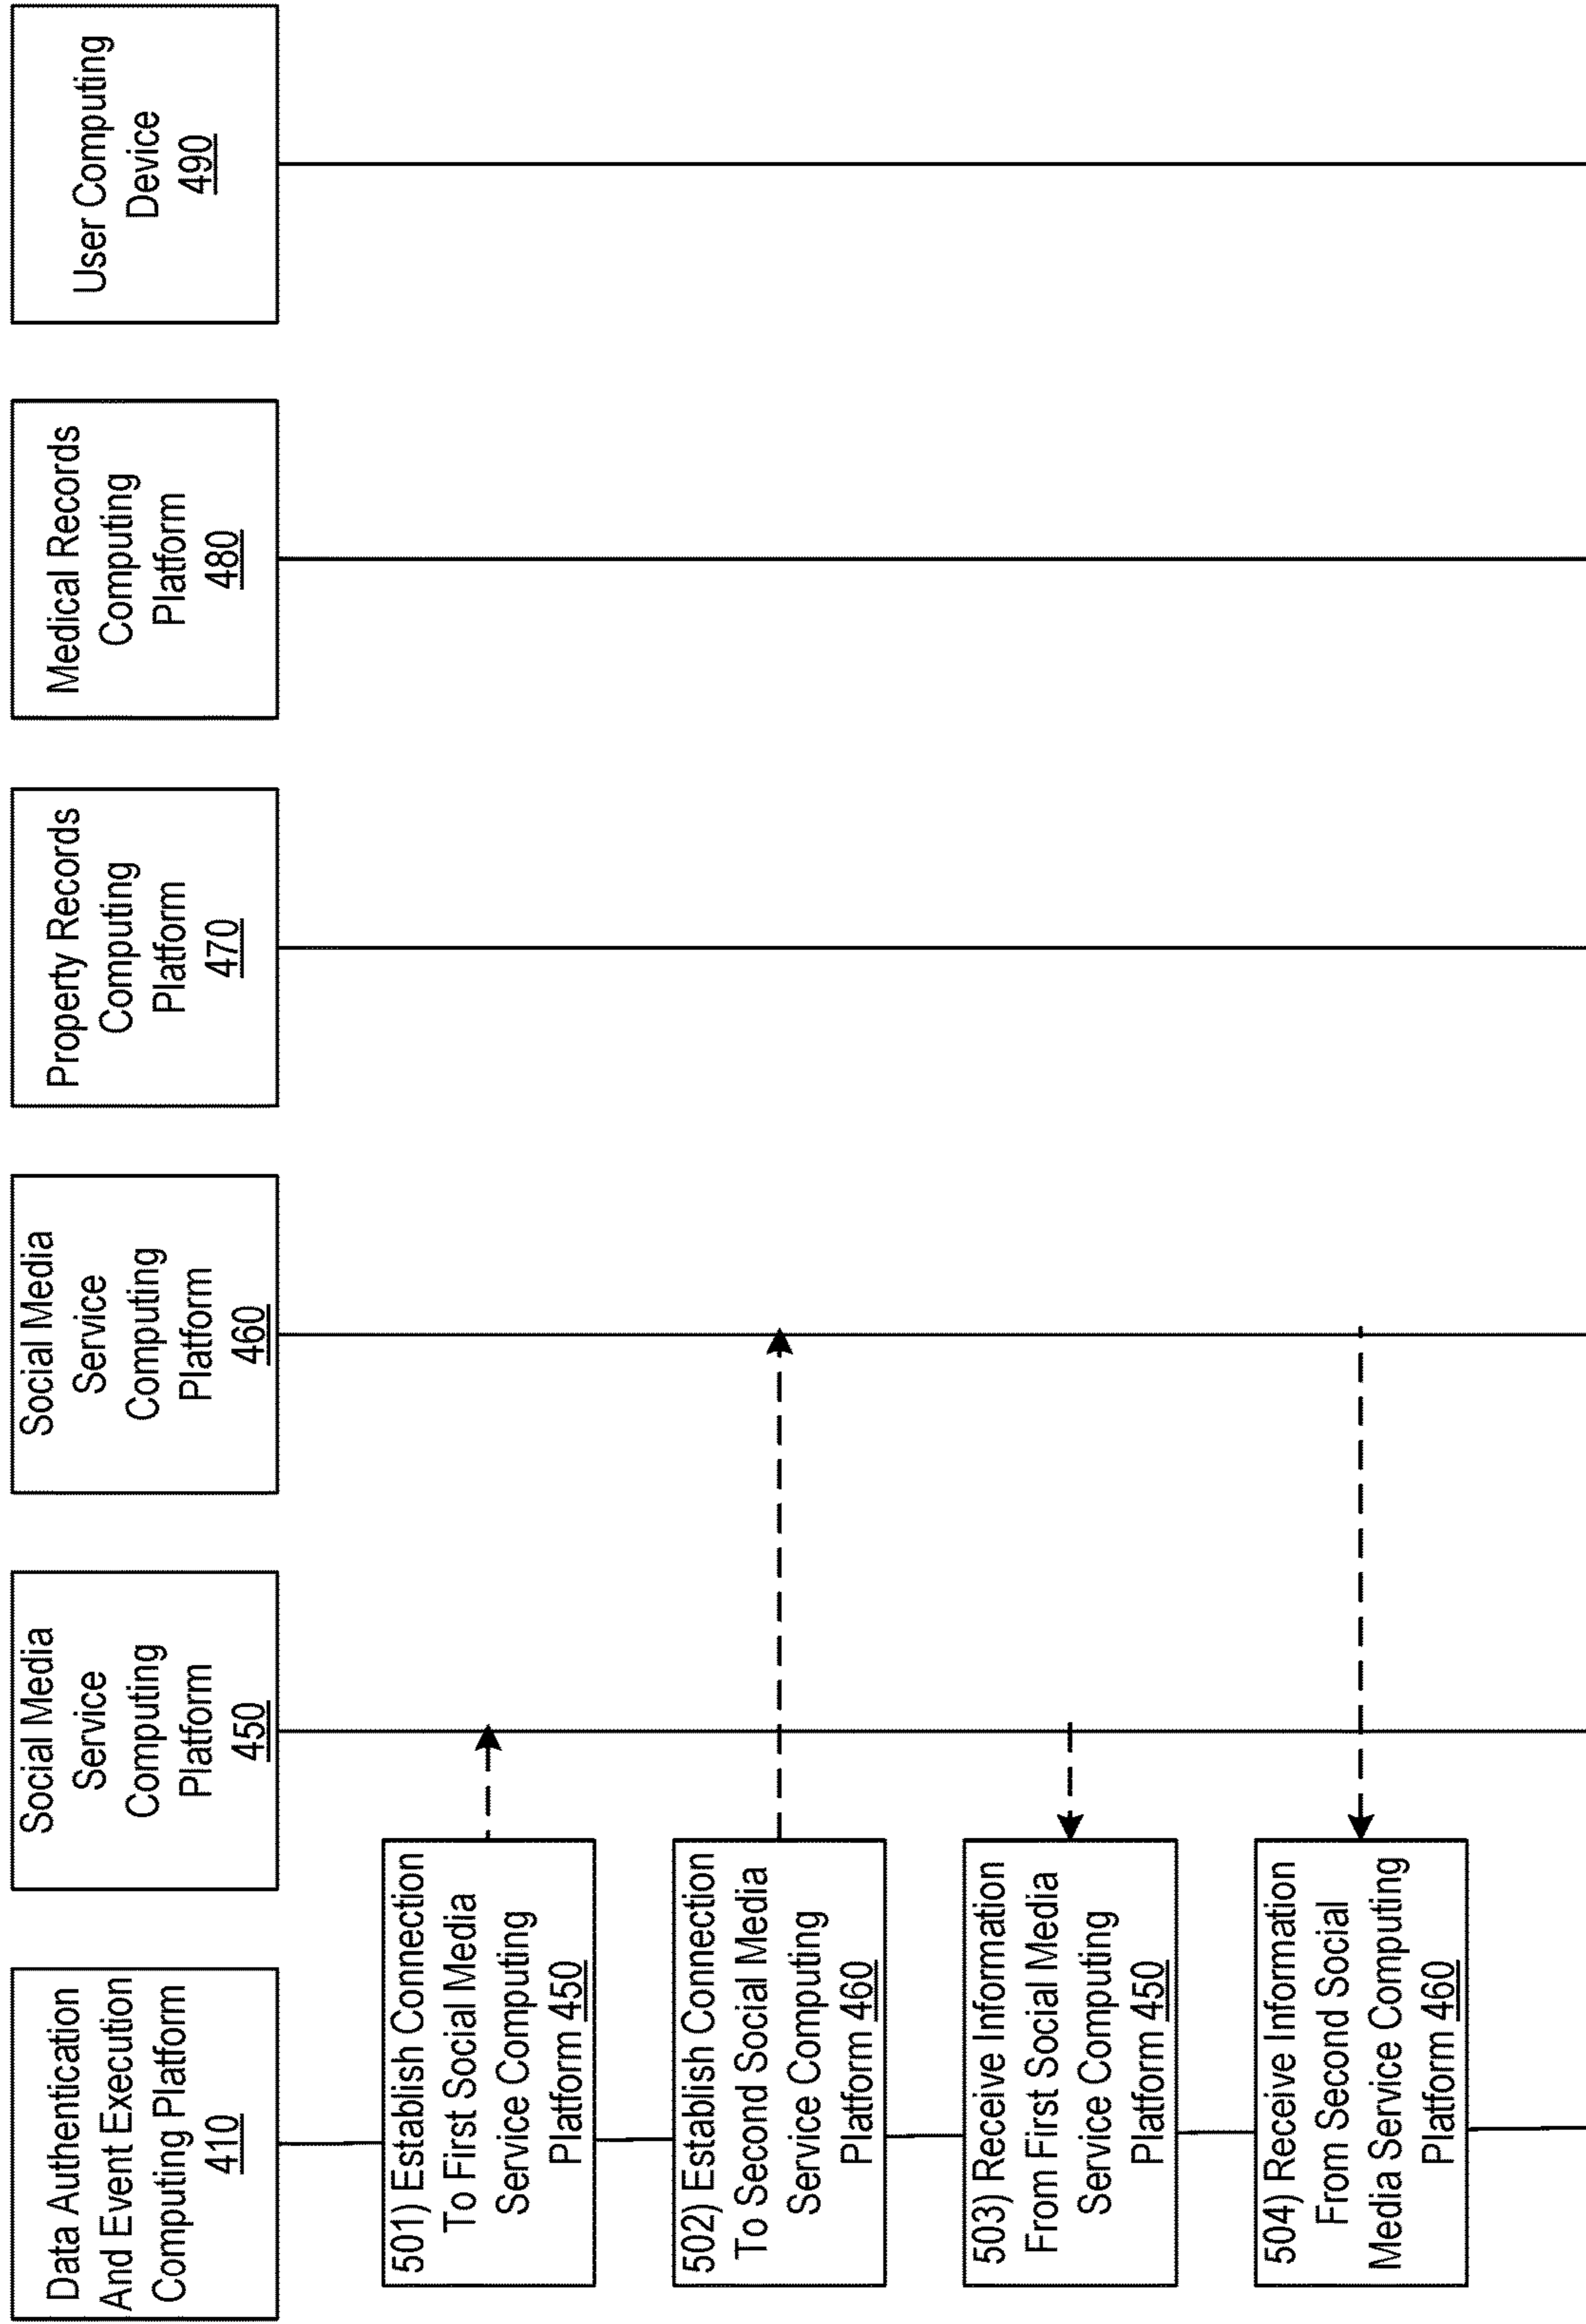 Data Authentication
And Event Execution
Computing Platform
410
Social Media
Service
Computing
Platform
450
Social Media
Service
Computing
Platform
460
Property Records
Computing
Platform
470
Medical Records
Computing
Platform
480
User Computing
Device
490
501) Establish Connection
To First Social Media
Service Computing
Platform 450
502) Establish Connection
To Second Social Media
Service Computing
Platform 460
503) Receive Information
From First Social Media
Service Computing
Platform 450
504) Receive Information
From Second Social
Media Service Computing
Platform 460